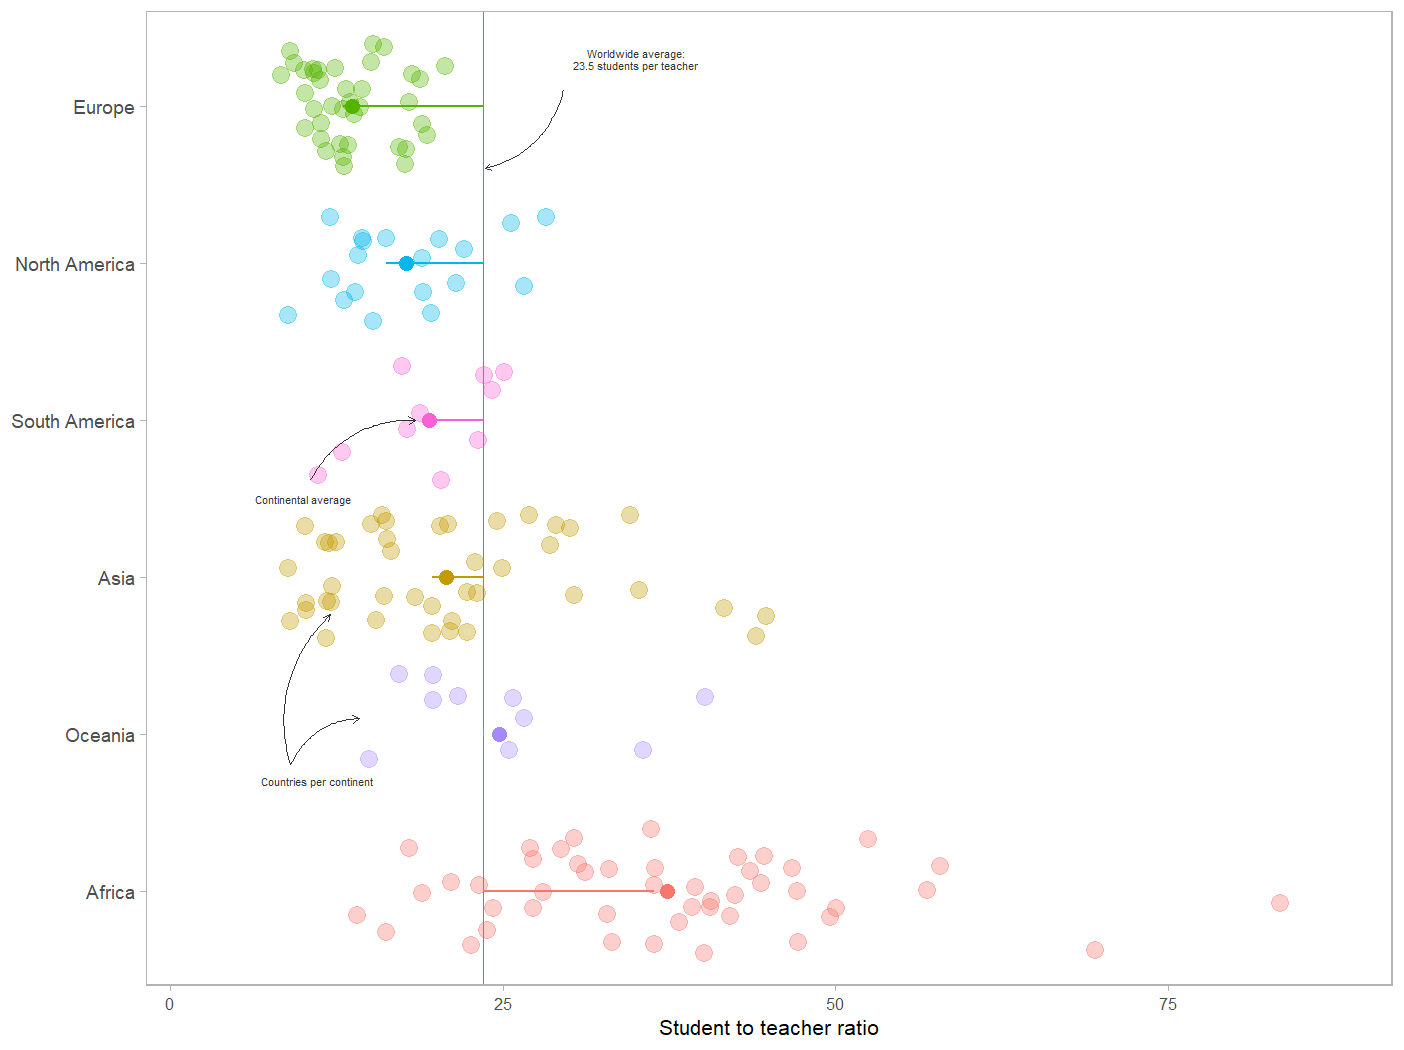 Worldwide average:
23.5 students per teacher
Europe
North America
South America
Continental average
Asia
Oceania
Countries per continent
Africa
0
25
50
75
Student to teacher ratio